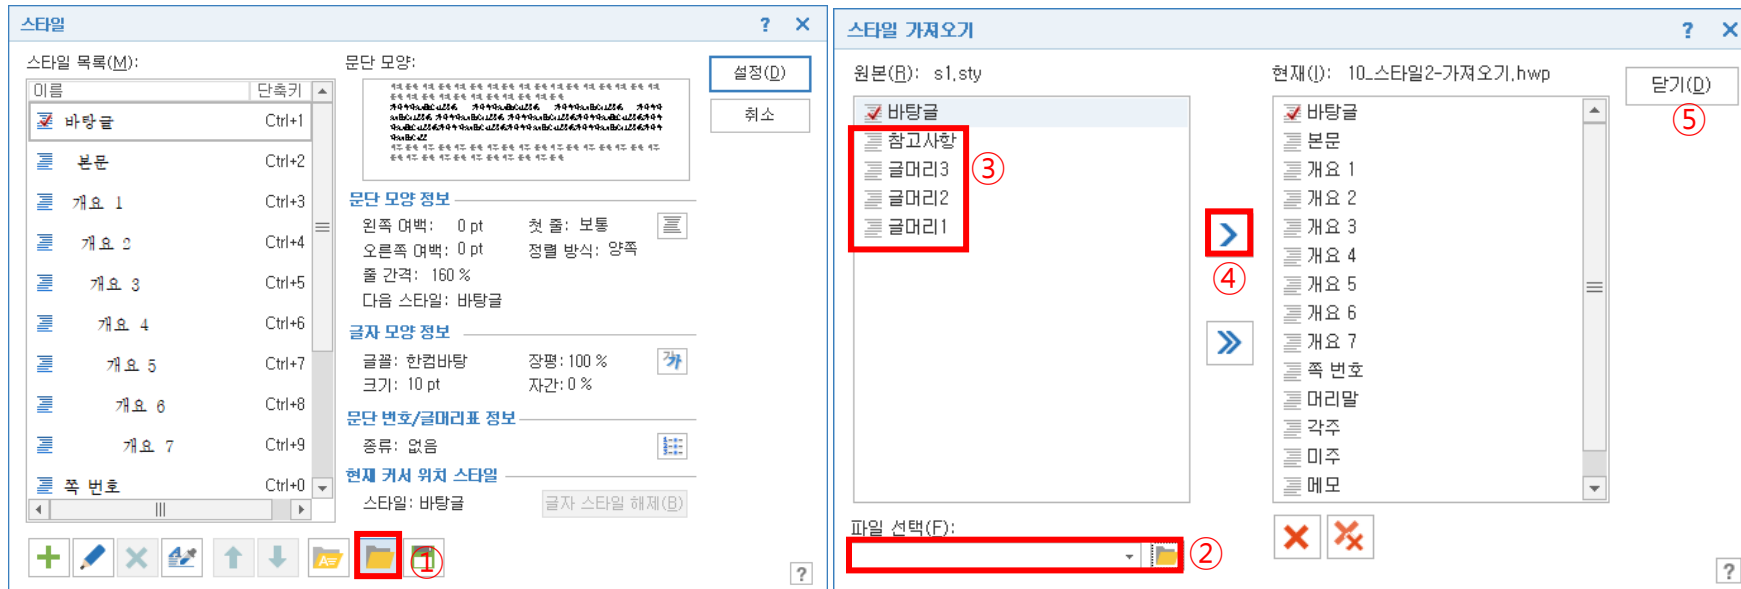 스타일
스타일 목록(M):
이름 단축키
바탕글 Ctrl+1
본문 Ctrl+2
개요 1 Ctrl+3
개요 2 Ctrl+4
개요 3 Ctrl+5
개요 4 Ctrl+6
개요 5 Ctrl+7
개요 6 Ctrl+8
개요 7 Ctrl+9
쪽 번호 Ctrl+0
문단 모양:
문단 모양 정보
왼쪽 여백: 0 pt 첫 줄: 보통
오른쪽 여백: 0 pt 정렬 방식: 양쪽
줄 간격: 160 %
다음 스타일: 바탕글
글자 모양 정보
글꼴: 한컴바탕 장평: 100 %
크기: 10 pt 자간: 0 %
문단 번호/글머리표 정보
종류: 없음
현재 커서 위치 스타일
스타일: 바탕글 글자 스타일 해제(B)
설정(D)
취소
①
스타일 가져오기
원본(R): s1.sty
바탕글
참고사항
글머리3
글머리2
글머리1
③
④
현재(I): 10_스타일2-가져오기.hwp
바탕글
본문
개요 1
개요 2
개요 3
개요 4
개요 5
개요 6
개요 7
쪽 번호
머리말
각주
미주
메모
닫기(D)
⑤
파일 선택(F):
②